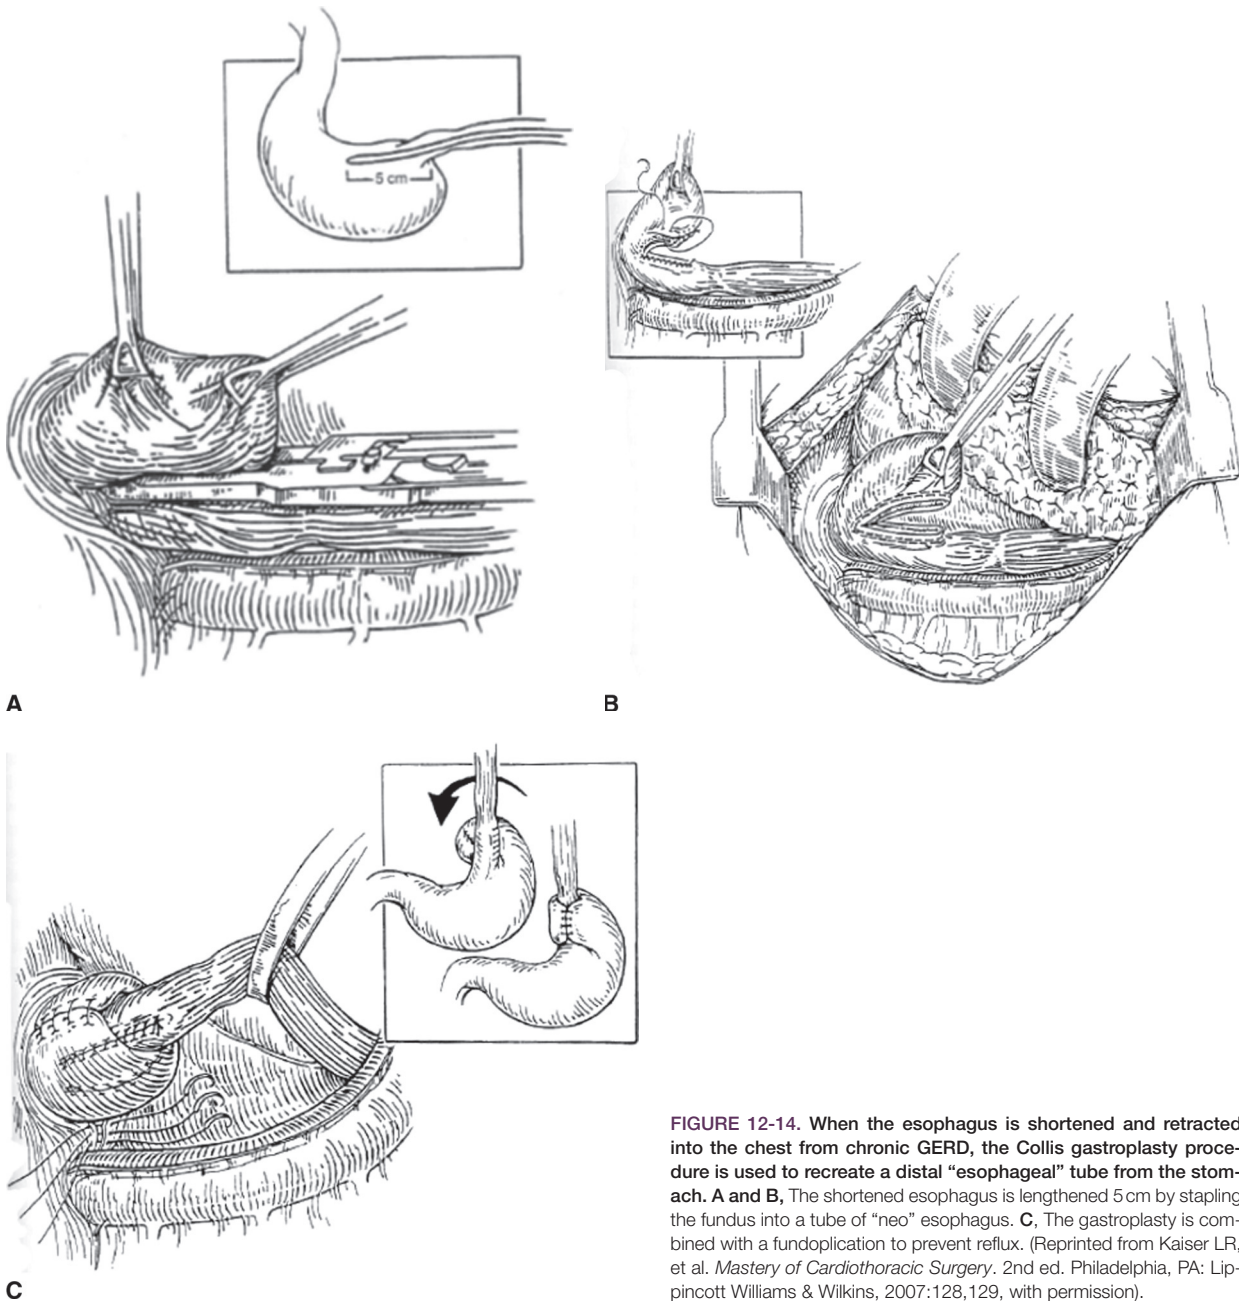 5 cm
A
B
C
FIGURE 12-14. When the esophagus is shortened and retracted
into the chest from chronic GERD, the Collis gastroplasty proce-
dure is used to recreate a distal “esophageal” tube from the stom-
ach. A and B, The shortened esophagus is lengthened 5 cm by stapling
the fundus into a tube of “neo” esophagus. C, The gastroplasty is com-
bined with a fundoplication to prevent reflux. (Reprinted from Kaiser LR,
et al. Mastery of Cardiothoracic Surgery. 2nd ed. Philadelphia, PA: Lip-
pincott Williams & Wilkins, 2007:128,129, with permission).